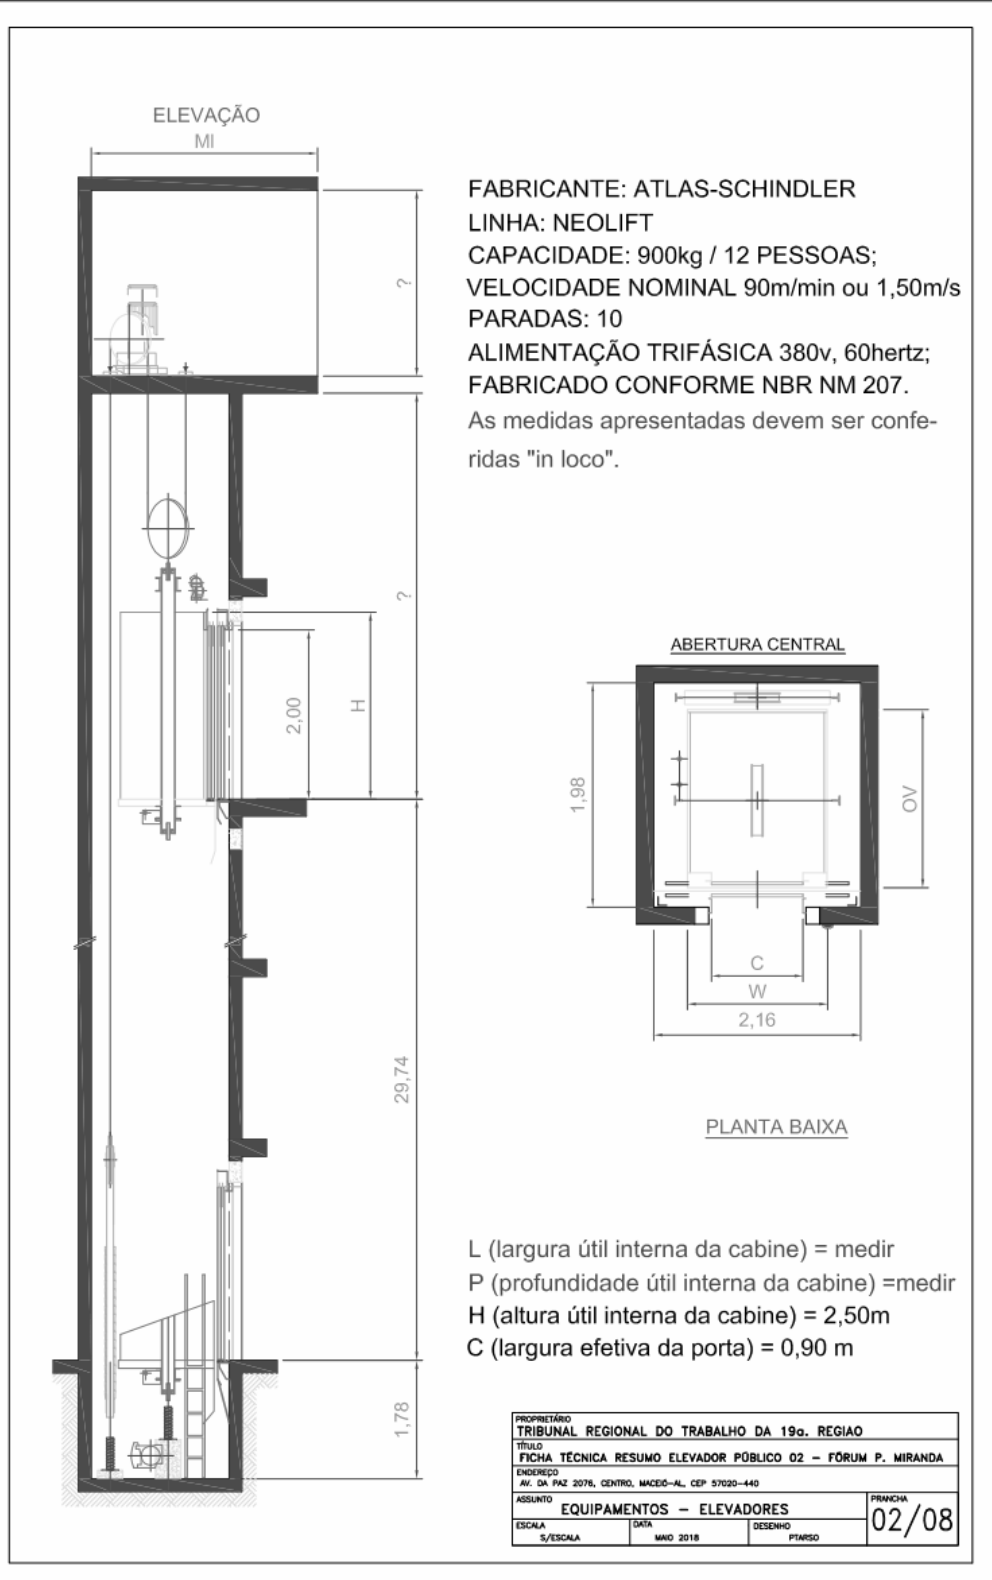 ELEVAÇÃO
MI
FABRICANTE: ATLAS-SCHINDLER
LINHA: NEOLIFT
CAPACIDADE: 900kg / 12 PESSOAS;
VELOCIDADE NOMINAL 90m/min ou 1,50m/s
PARADAS: 10
ALIMENTAÇÃO TRIFÁSICA 380v, 60hertz;
FABRICADO CONFORME NBR NM 207.
As medidas apresentadas devem ser confe-
ridas "in loco".
?
?
2,00
H
29,74
1,78
ABERTURA CENTRAL
1,98
OV
C
W
2,16
PLANTA BAIXA
L (largura útil interna da cabine) = medir
P (profundidade útil interna da cabine) =medir
H (altura útil interna da cabine) = 2,50m
C (largura efetiva da porta) = 0,90 m
PROPRIETÁRIO
TRIBUNAL REGIONAL DO TRABALHO DA 19a. REGIAO
TÍTULO
FICHA TÉCNICA RESUMO ELEVADOR PÚBLICO 02 - FÓRUM P. MIRANDA
ENDEREÇO
AV. DA PAZ 2076, CENTRO, MACEIÓ-AL, CEP 57020-440
ASSUNTO
EQUIPAMENTOS - ELEVADORES
PRANCHA
02/08
ESCALA
S/ESCALA
DATA
MAIO 2018
DESENHO
PTARSO